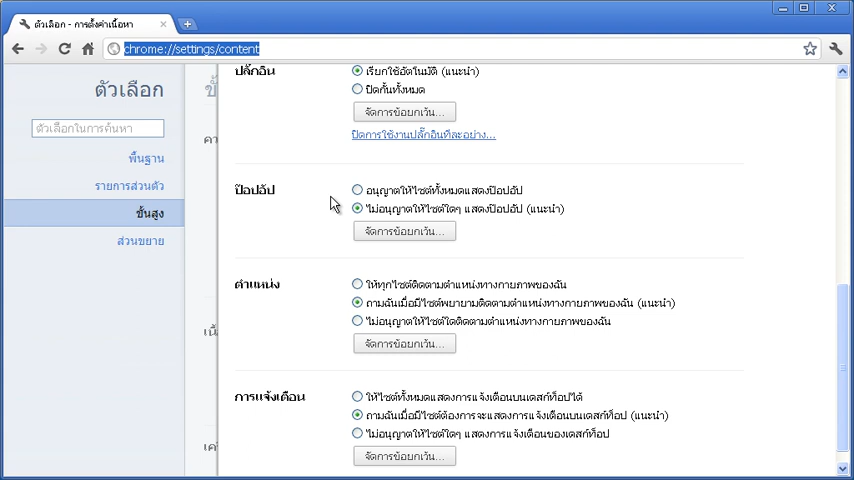 ตัวเลือก - การตั้งค่าเนื้อหา
chrome://settings/content
ตัวเลือก
ตัวเลือกในการค้นหา
พื้นฐาน
รายการส่วนตัว
ขั้นสูง
ส่วนขยาย
ปลั๊กอิน
เรียกใช้อัตโนมัติ (แนะนำ)
ปิดกั้นทั้งหมด
จัดการข้อยกเว้น...
ปิดการใช้งานปลั๊กอินทีละอย่าง...
ป๊อปอัป
อนุญาตให้ไซต์ทั้งหมดแสดงป๊อปอัป
ไม่อนุญาตให้ไซต์ใดๆ แสดงป๊อปอัป (แนะนำ)
จัดการข้อยกเว้น...
ตำแหน่ง
ให้ทุกไซต์ติดตามตำแหน่งทางกายภาพของฉัน
ถามฉันเมื่อมีไซต์พยายามติดตามตำแหน่งทางกายภาพของฉัน (แนะนำ)
ไม่อนุญาตให้ไซต์ใดติดตามตำแหน่งทางกายภาพของฉัน
จัดการข้อยกเว้น...
การแจ้งเตือน
ให้ไซต์ทั้งหมดแสดงการแจ้งเตือนบนเดสก์ท็อปได้
ถามฉันเมื่อมีไซต์ต้องการจะแสดงการแจ้งเตือนบนเดสก์ท็อป (แนะนำ)
ไม่อนุญาตให้ไซต์ใดๆ แสดงการแจ้งเตือนของเดสก์ท็อป
จัดการข้อยกเว้น...